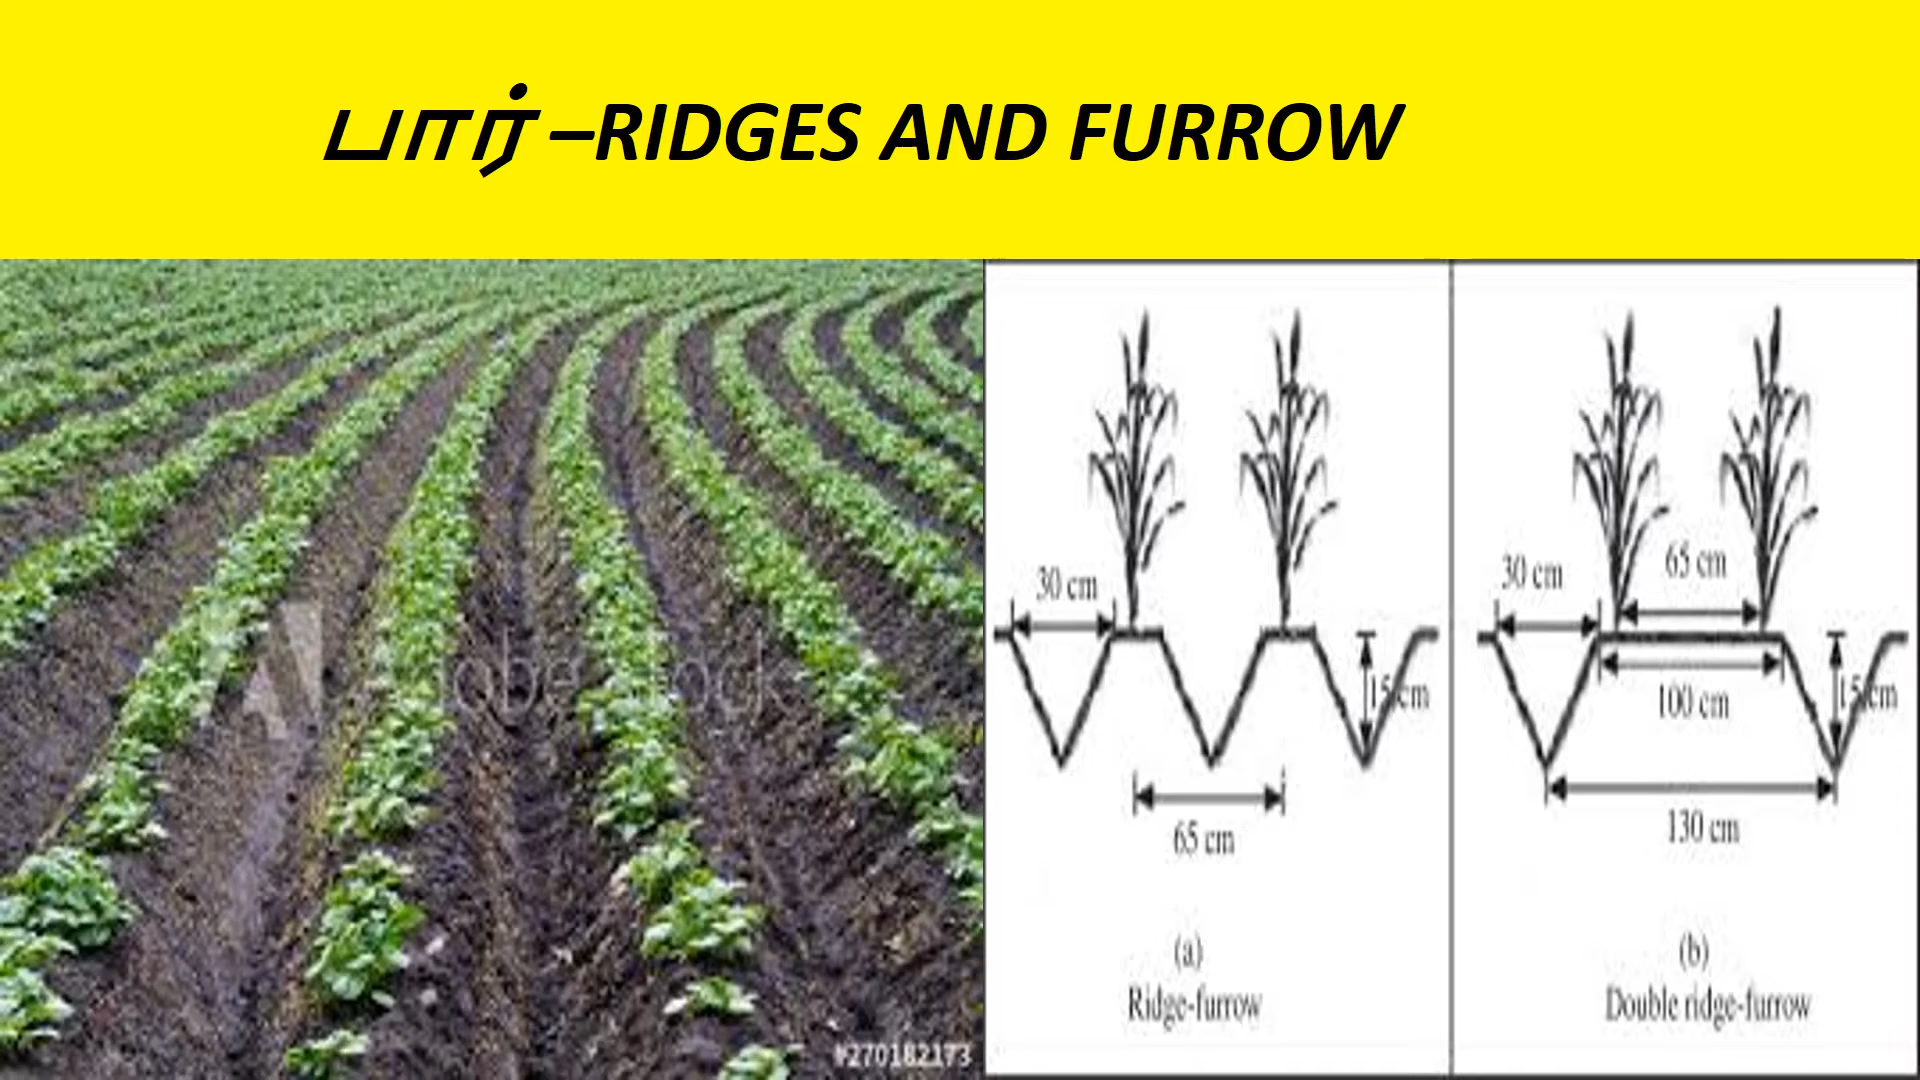 பார் –RIDGES AND FURROW
30 cm
15 cm
65 cm
(a)
Ridge-furrow
30 cm
65 cm
100 cm
15 cm
130 cm
(b)
Double ridge-furrow
#270182173